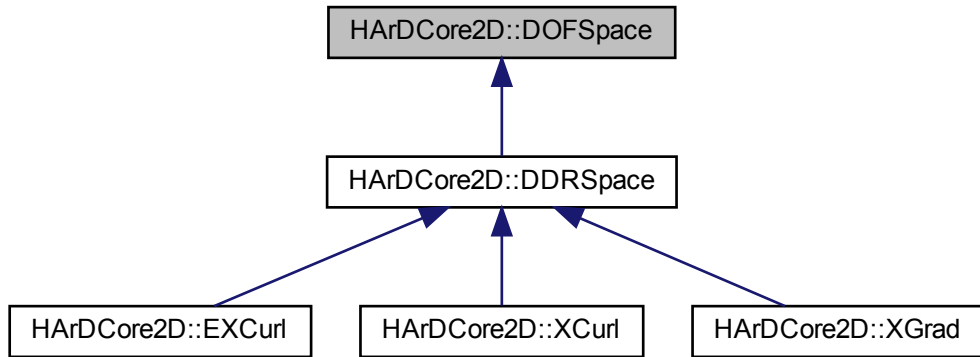 HArDCore2D::DOFSpace
HArDCore2D::DDRSpace
HArDCore2D::EXCurl
HArDCore2D::XCurl
HArDCore2D::XGrad